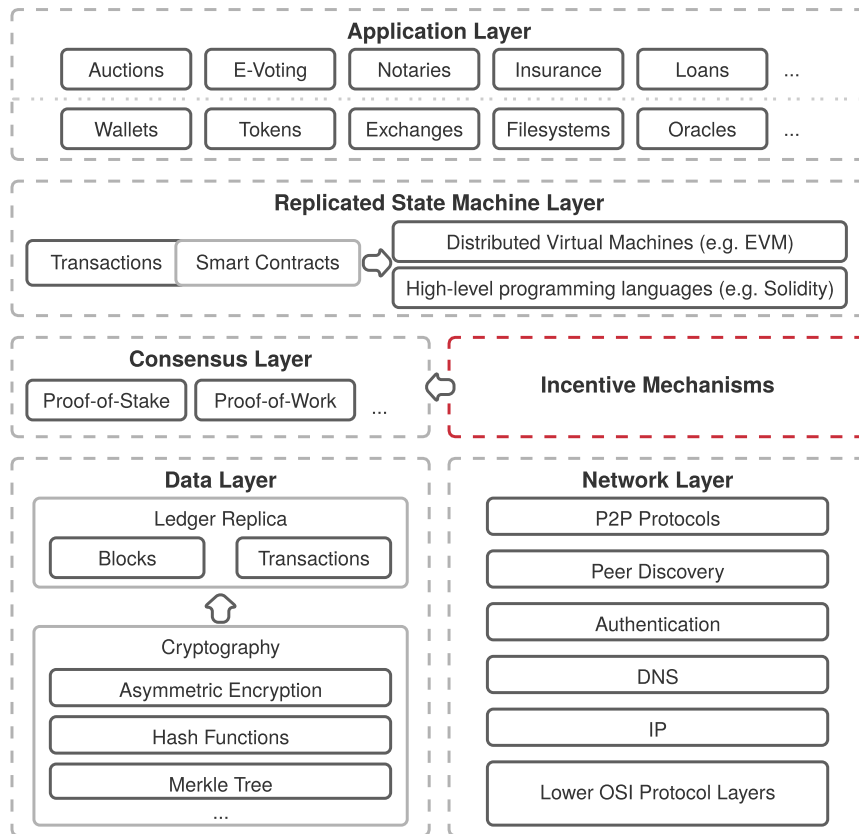 Application Layer
Auctions E-Voting Notaries Insurance Loans ...
Wallets Tokens Exchanges Filesystems Oracles ...
Replicated State Machine Layer
Transactions Smart Contracts
Distributed Virtual Machines (e.g. EVM)
High-level programming languages (e.g. Solidity)
Consensus Layer
Proof-of-Stake Proof-of-Work ...
Incentive Mechanisms
Data Layer
Ledger Replica
Blocks Transactions
Cryptography
Asymmetric Encryption
Hash Functions
Merkle Tree
...
Network Layer
P2P Protocols
Peer Discovery
Authentication
DNS
IP
Lower OSI Protocol Layers